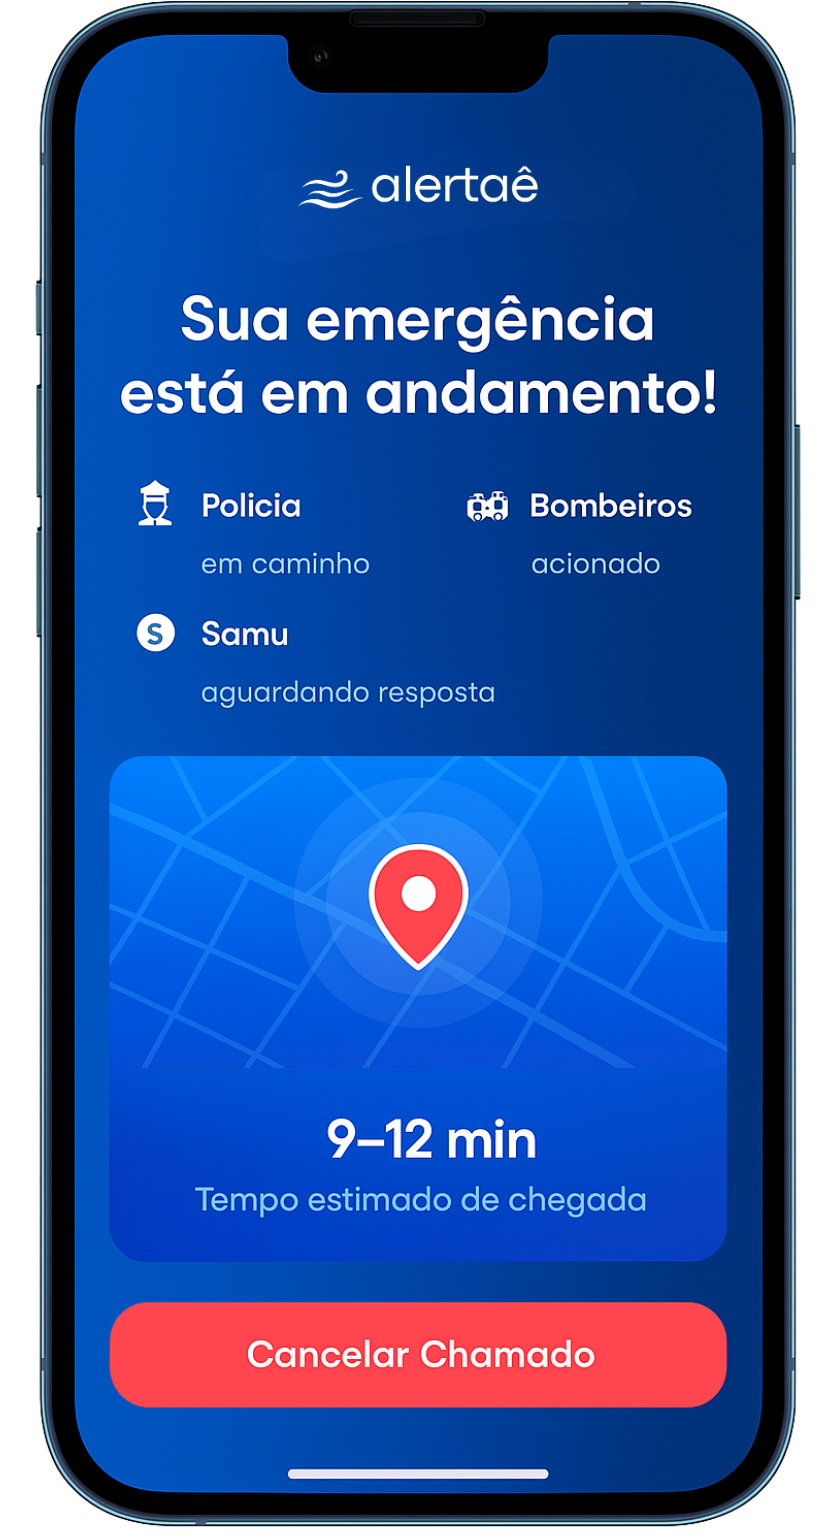 alertaê
Sua emergência
está em andamento!
Policia
em caminho
Bombeiros
acionado
S
Samu
aguardando resposta
9–12 min
Tempo estimado de chegada
Cancelar Chamado